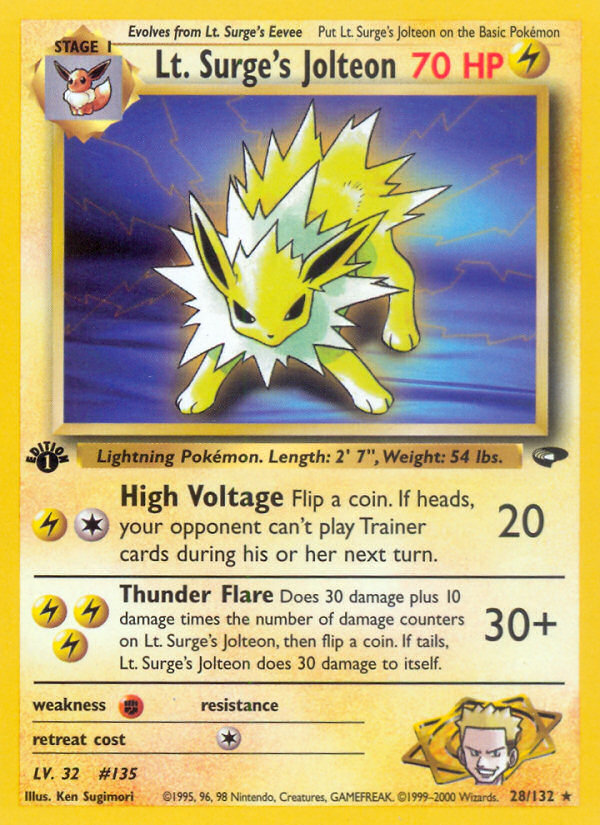 Evolves from Lt. Surge's Eevee Put Lt. Surge's Jolteon on the Basic Pokémon
STAGE 1
Lt. Surge's Jolteon 70 HP
EDITION
1
Lightning Pokémon. Length: 2' 7", Weight: 54 lbs.
High Voltage Flip a coin. If heads,
your opponent can't play Trainer
cards during his or her next turn.
20
Thunder Flare Does 30 damage plus 10
damage times the number of damage counters
on Lt. Surge's Jolteon, then flip a coin. If tails,
Lt. Surge's Jolteon does 30 damage to itself.
30+
weakness resistance
retreat cost
LV. 32 #135
Illus. Ken Sugimori ©1995, 96, 98 Nintendo, Creatures, GAMEFREAK. ©1999–2000 Wizards. 28/132 ★